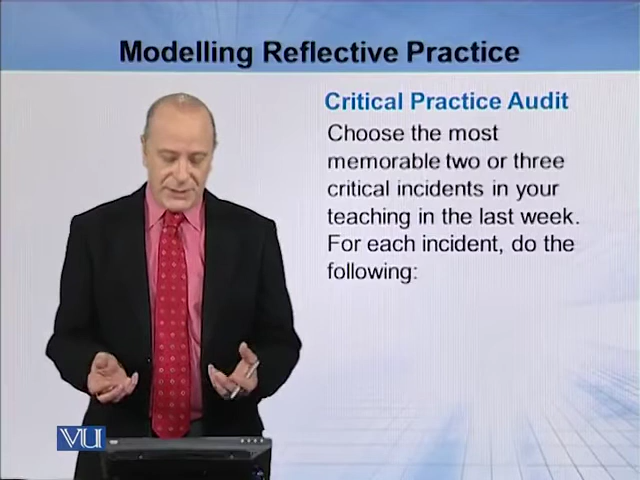 Modelling Reflective Practice
Critical Practice Audit
Choose the most
memorable two or three
critical incidents in your
teaching in the last week.
For each incident, do the
following:
VU